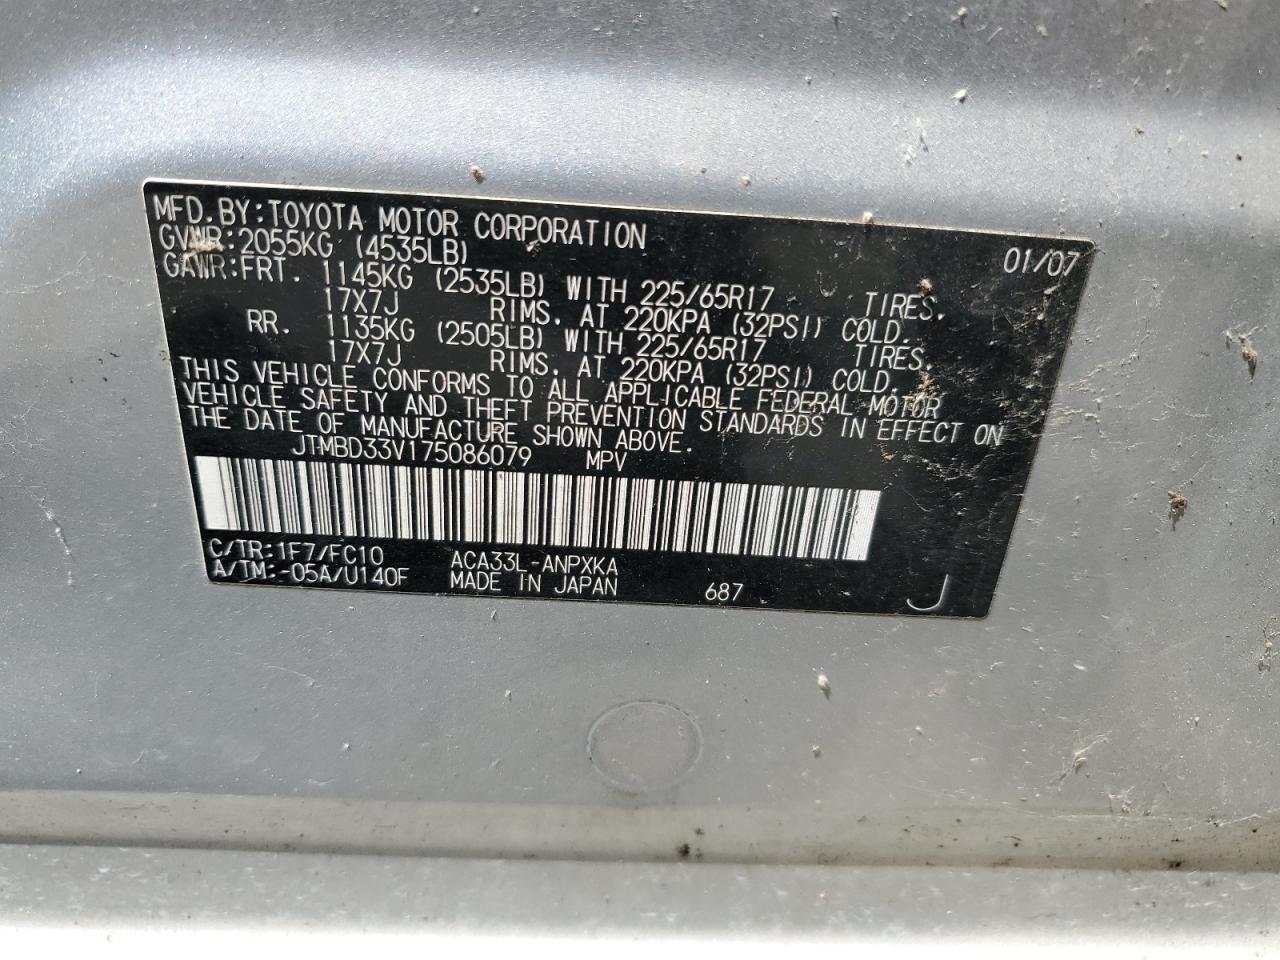 MFD.BY:TOYOTA MOTOR CORPORATION 01/07
GVWR:2055KG (4535LB)
GAWR:FRT. 1145KG (2535LB) WITH 225/65R17 TIRES.
17X7J RIMS. AT 220KPA (32PSI) COLD.
RR. 1135KG (2505LB) WITH 225/65R17 TIRES.
17X7J RIMS. AT 220KPA (32PSI) COLD.
THIS VEHICLE CONFORMS TO ALL APPLICABLE FEDERAL MOTOR
VEHICLE SAFETY AND THEFT PREVENTION STANDARDS IN EFFECT ON
THE DATE OF MANUFACTURE SHOWN ABOVE.
JTMBD33V175086079 MPV
C/TR:1F7/FC10 ACA33L-ANPXKA
A/TM:-05A/U140F MADE IN JAPAN 687 J